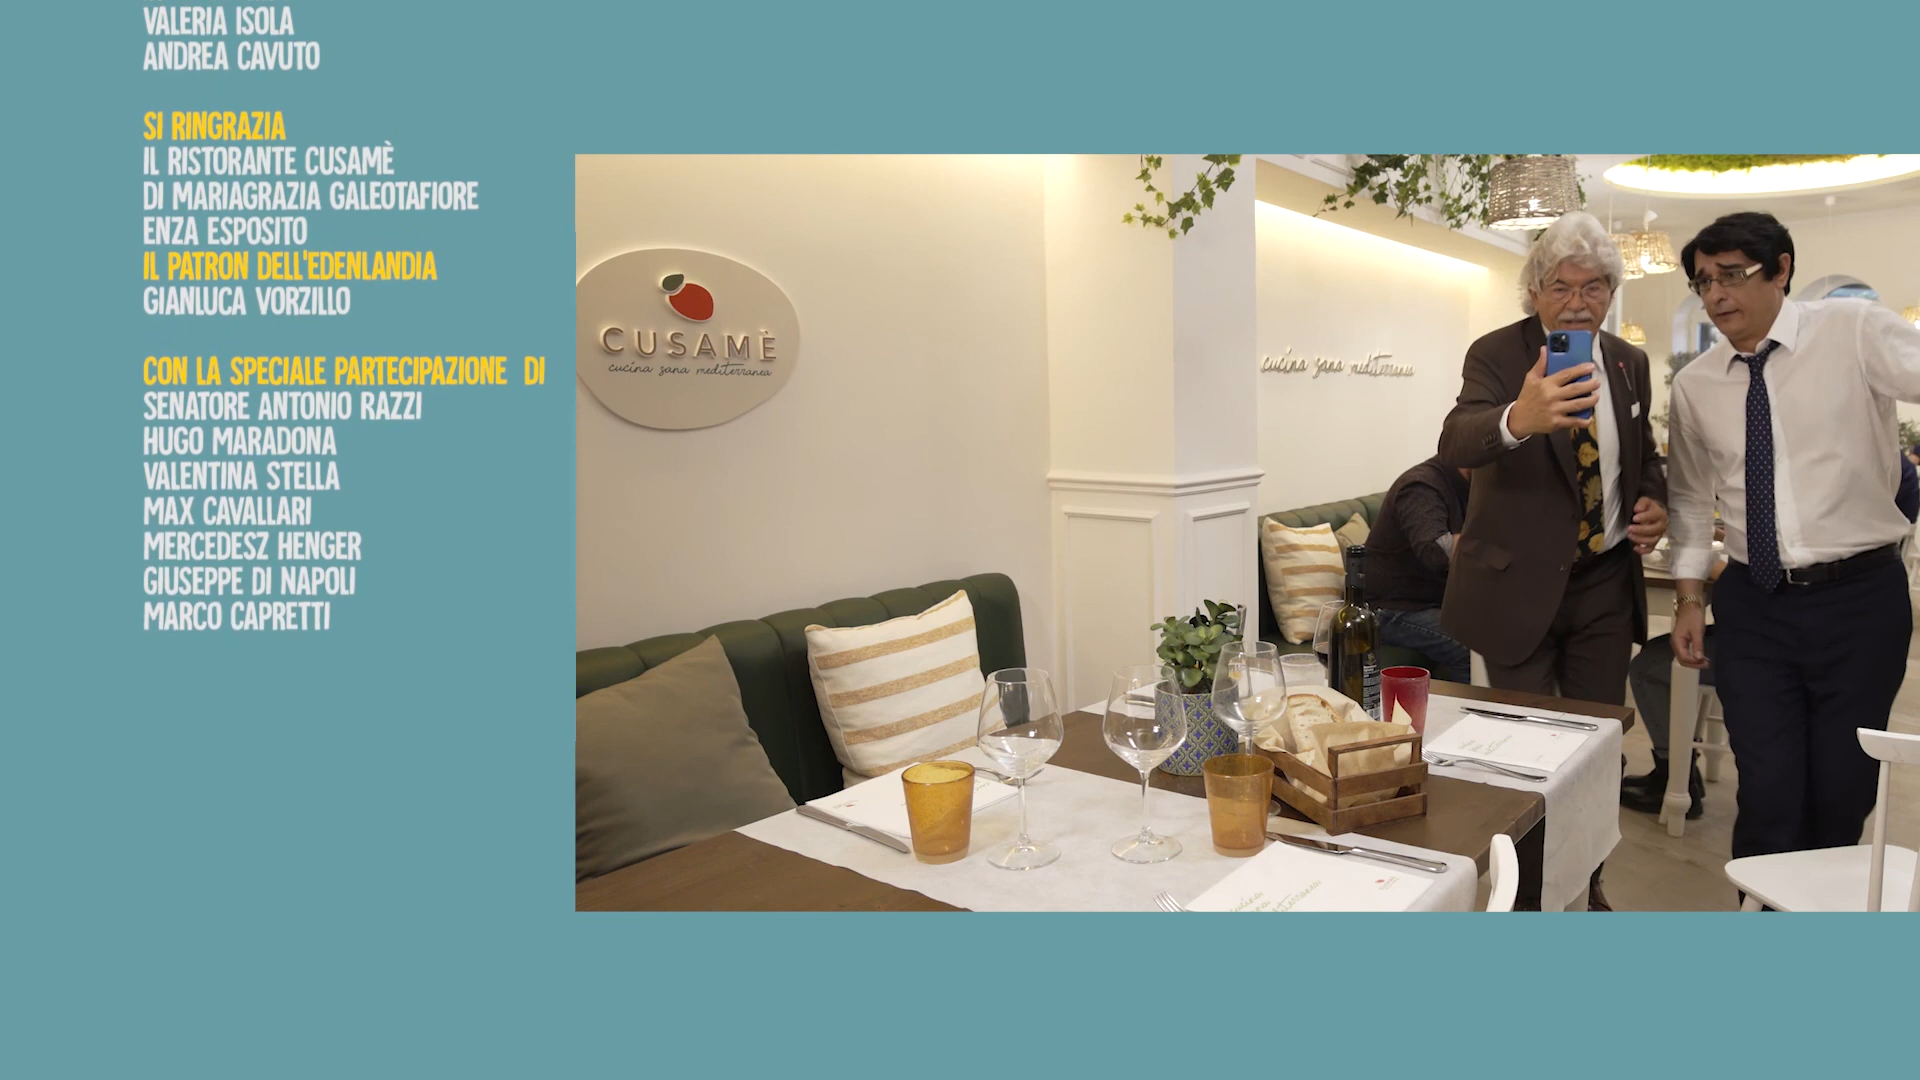 VALERIA ISOLA
ANDREA CAVUTO
SI RINGRAZIA
IL RISTORANTE CUSAMÈ
DI MARIAGRAZIA GALEOTAFIORE
ENZA ESPOSITO
IL PATRON DELL'EDENLANDIA
GIANLUCA VORZILLO
CON LA SPECIALE PARTECIPAZIONE DI
SENATORE ANTONIO RAZZI
HUGO MARADONA
VALENTINA STELLA
MAX CAVALLARI
MERCEDESZ HENGER
GIUSEPPE DI NAPOLI
MARCO CAPRETTI
CUSAMÈ
cucina sana mediterranea
cucina sana mediterranea